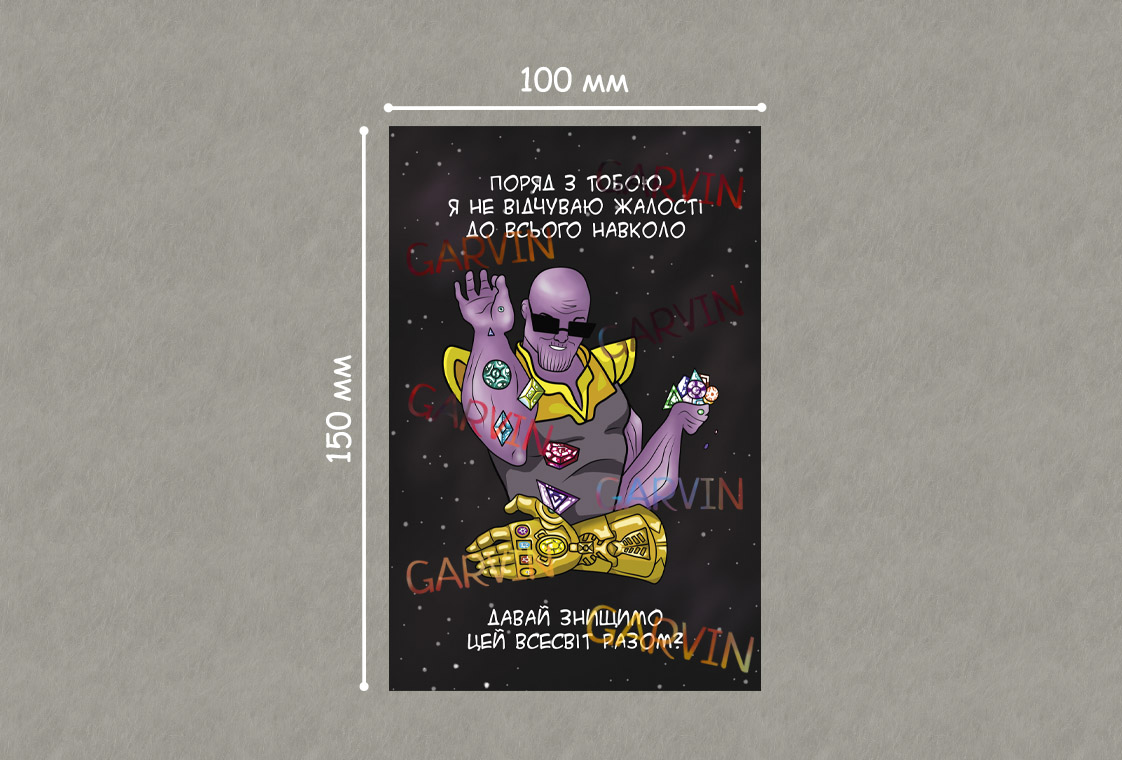 100 мм
150 мм
ПОРЯД З ТОБОЮ
Я НЕ ВІДЧУВАЮ ЖАЛОСТІ
ДО ВСЬОГО НАВКОЛО
GARVIN
GARVIN
GARVIN
GARVIN
GARVIN
GARVIN
ДАВАЙ ЗНИЩИМО
ЦЕЙ ВСЕСВІТ РАЗОМ?
GARVIN